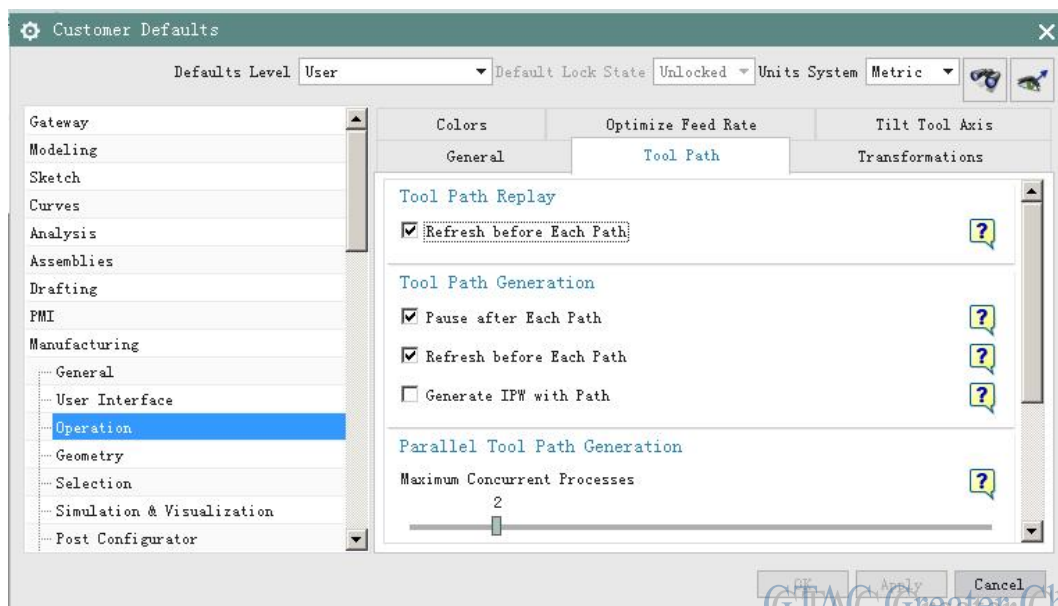 Customer Defaults
Defaults Level User Default Lock State Unlocked Units System Metric
Gateway
Modeling
Sketch
Curves
Analysis
Assemblies
Drafting
PMI
Manufacturing
General
User Interface
Operation
Geometry
Selection
Simulation & Visualization
Post Configurator
Colors Optimize Feed Rate Tilt Tool Axis
General Tool Path Transformations
Tool Path Replay
Refresh before Each Path
Tool Path Generation
Pause after Each Path
Refresh before Each Path
Generate IPW with Path
Parallel Tool Path Generation
Maximum Concurrent Processes
2
OK Apply Cancel
GTAC Greater Ch